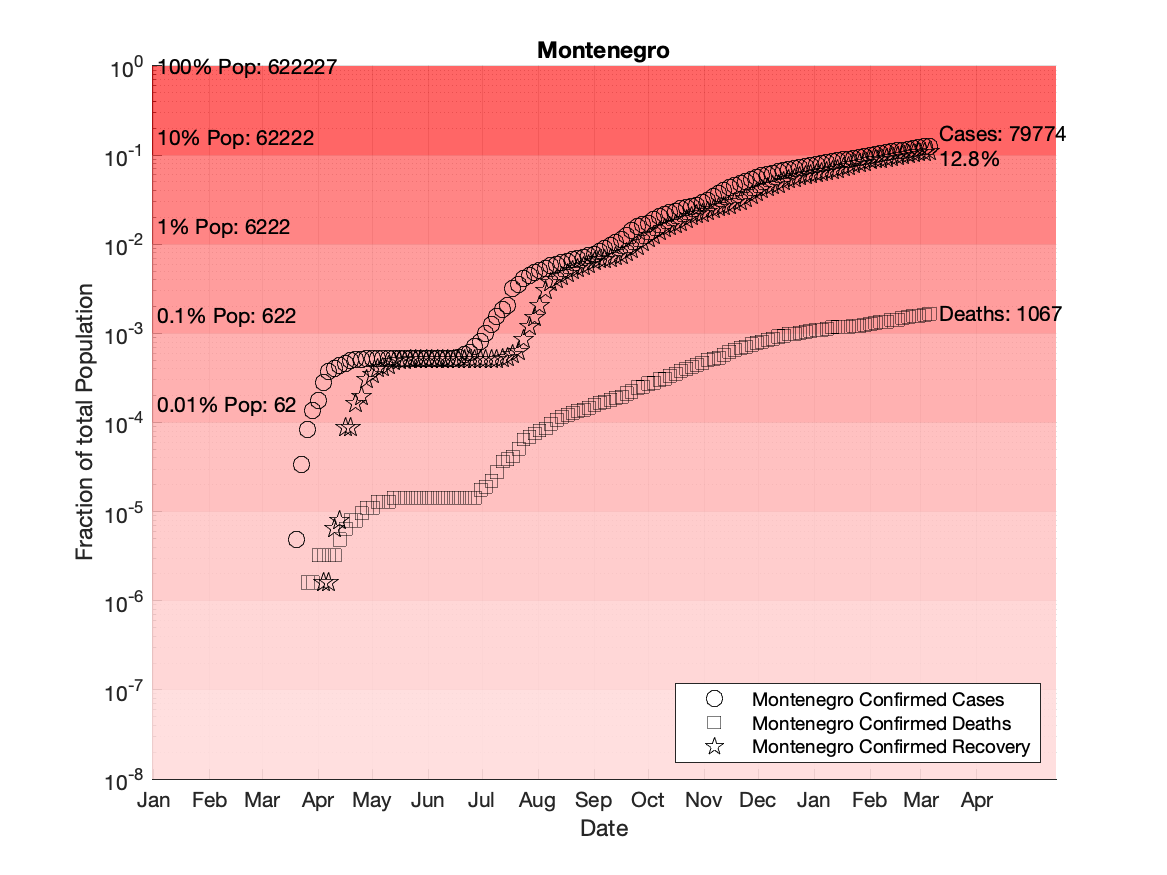 Montenegro
10^0
100% Pop: 622227
10% Pop: 62222
Cases: 79774
10^-1
12.8%
1% Pop: 6222
10^-2
0.1% Pop: 622
Deaths: 1067
10^-3
0.01% Pop: 62
10^-4
10^-5
10^-6
10^-7
10^-8
Fraction of total Population
Montenegro Confirmed Cases
Montenegro Confirmed Deaths
Montenegro Confirmed Recovery
Jan Feb Mar Apr May Jun Jul Aug Sep Oct Nov Dec Jan Feb Mar Apr
Date